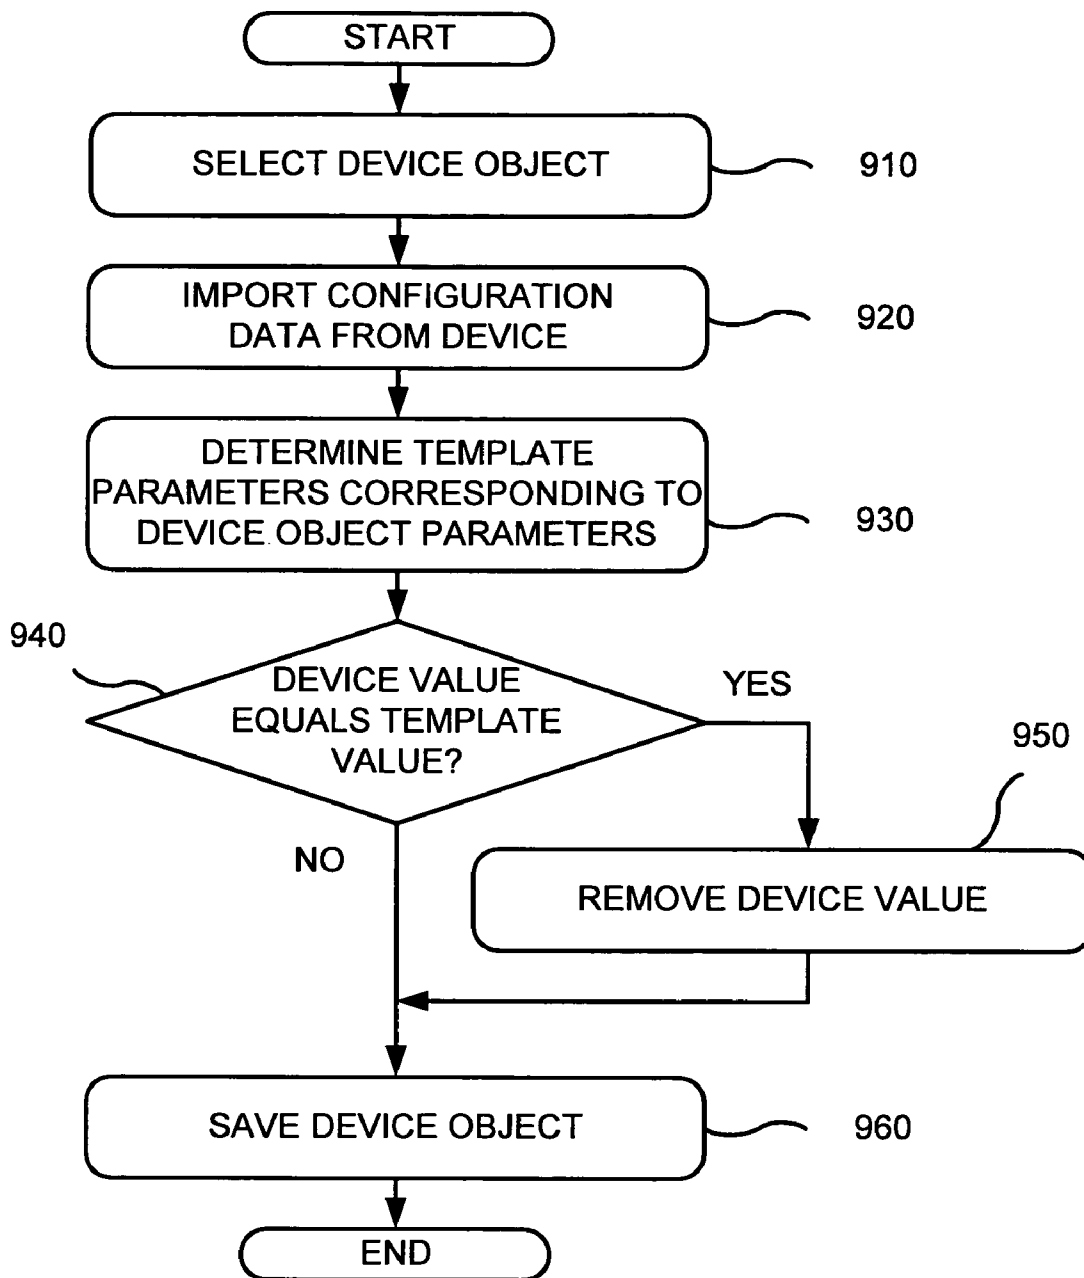 START
SELECT DEVICE OBJECT
910
IMPORT CONFIGURATION
DATA FROM DEVICE
920
DETERMINE TEMPLATE
PARAMETERS CORRESPONDING TO
DEVICE OBJECT PARAMETERS
930
940
DEVICE VALUE
EQUALS TEMPLATE
VALUE?
YES
950
NO
REMOVE DEVICE VALUE
SAVE DEVICE OBJECT
960
END